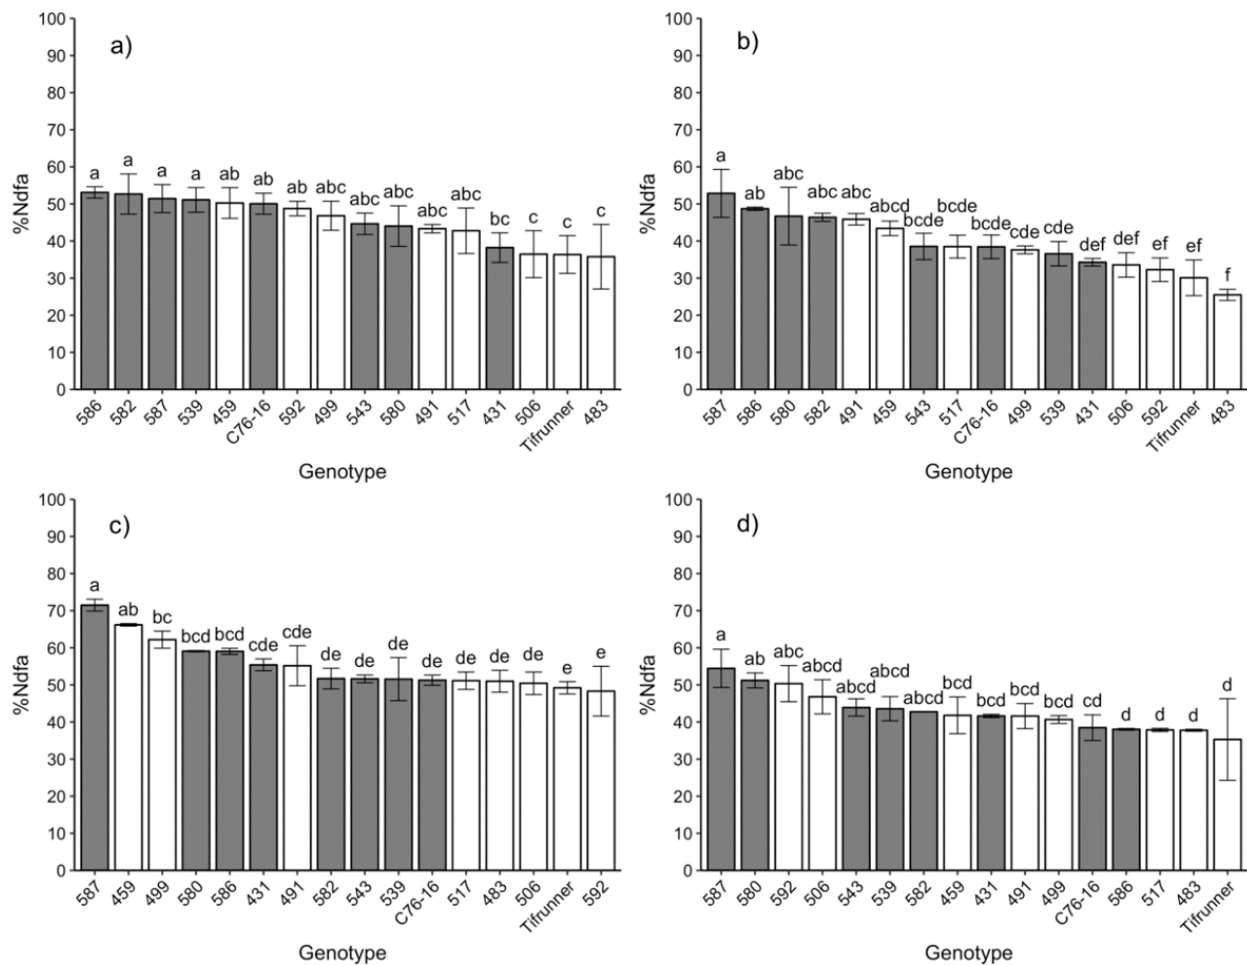 a)
%Ndfa
100
90
80
70
60
50
40
30
20
10
0
a a a a ab ab ab abc abc abc abc abc bc c c c
586 582 587 539 459 C76-16 592 499 543 580 491 517 431 506 Tifrunner 483
Genotype
b)
%Ndfa
100
90
80
70
60
50
40
30
20
10
0
a ab abc abc abc abcd bcde bcde bcde cde cde def def ef ef f
587 586 580 582 491 459 543 517 C76-16 499 539 431 506 592 Tifrunner 483
Genotype
c)
%Ndfa
100
90
80
70
60
50
40
30
20
10
0
a ab bc bcd bcd cde cde de de de de de de de e e
587 459 499 580 586 431 491 582 543 539 C76-16 517 483 506 Tifrunner 592
Genotype
d)
%Ndfa
100
90
80
70
60
50
40
30
20
10
0
a ab abc abcd abcd abcd abcd bcd bcd bcd bcd cd d d d d
587 580 592 506 543 539 582 459 431 491 499 C76-16 586 517 483 Tifrunner
Genotype